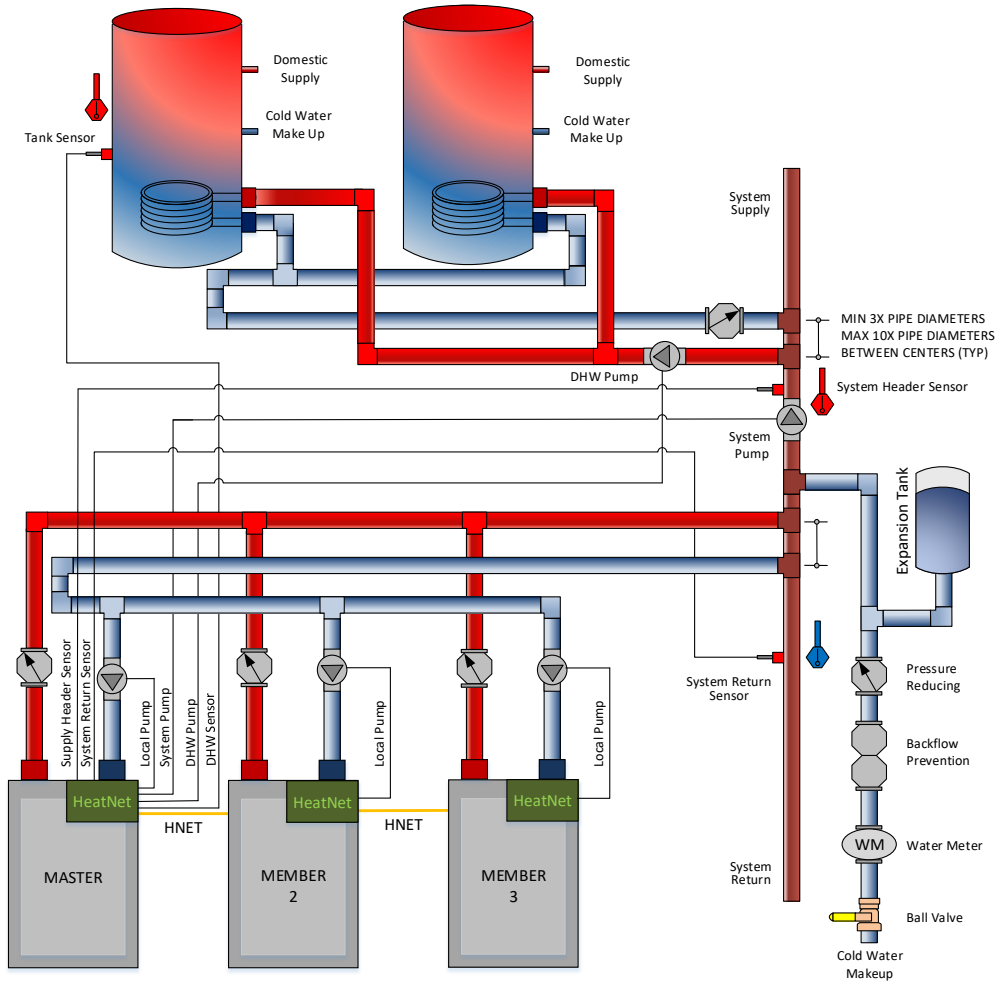 Domestic
Supply
Domestic
Supply
Cold Water
Make Up
Cold Water
Make Up
Tank Sensor
System
Supply
MIN 3X PIPE DIAMETERS
MAX 10X PIPE DIAMETERS
BETWEEN CENTERS (TYP)
DHW Pump
System Header Sensor
System
Pump
Expansion Tank
Supply Header Sensor
System Return Sensor
Local Pump
System Pump
DHW Pump
DHW Sensor
Local Pump
Local Pump
System Return
Sensor
Pressure
Reducing
Backflow
Prevention
HeatNet
HeatNet
HeatNet
HNET
HNET
MASTER
MEMBER
2
MEMBER
3
WM
Water Meter
System
Return
Ball Valve
Cold Water
Makeup